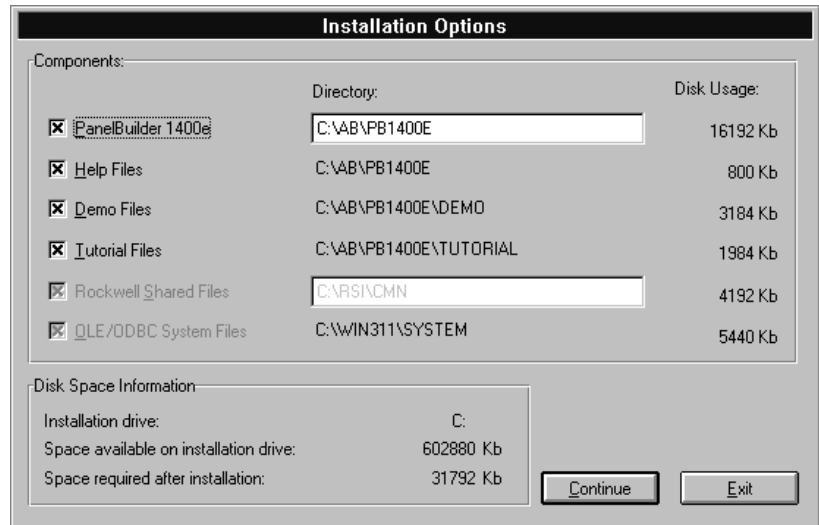 Installation Options
Components:
Directory: Disk Usage:
PanelBuilder 1400e C:\AB\PB1400E 16192 Kb
Help Files C:\AB\PB1400E 800 Kb
Demo Files C:\AB\PB1400E\DEMO 3184 Kb
Tutorial Files C:\AB\PB1400E\TUTORIAL 1984 Kb
Rockwell Shared Files C:\RSI\CMN 4192 Kb
OLE/ODBC System Files C:\WIN311\SYSTEM 5440 Kb
Disk Space Information
Installation drive: C:
Space available on installation drive: 602880 Kb
Space required after installation: 31792 Kb
Continue Exit